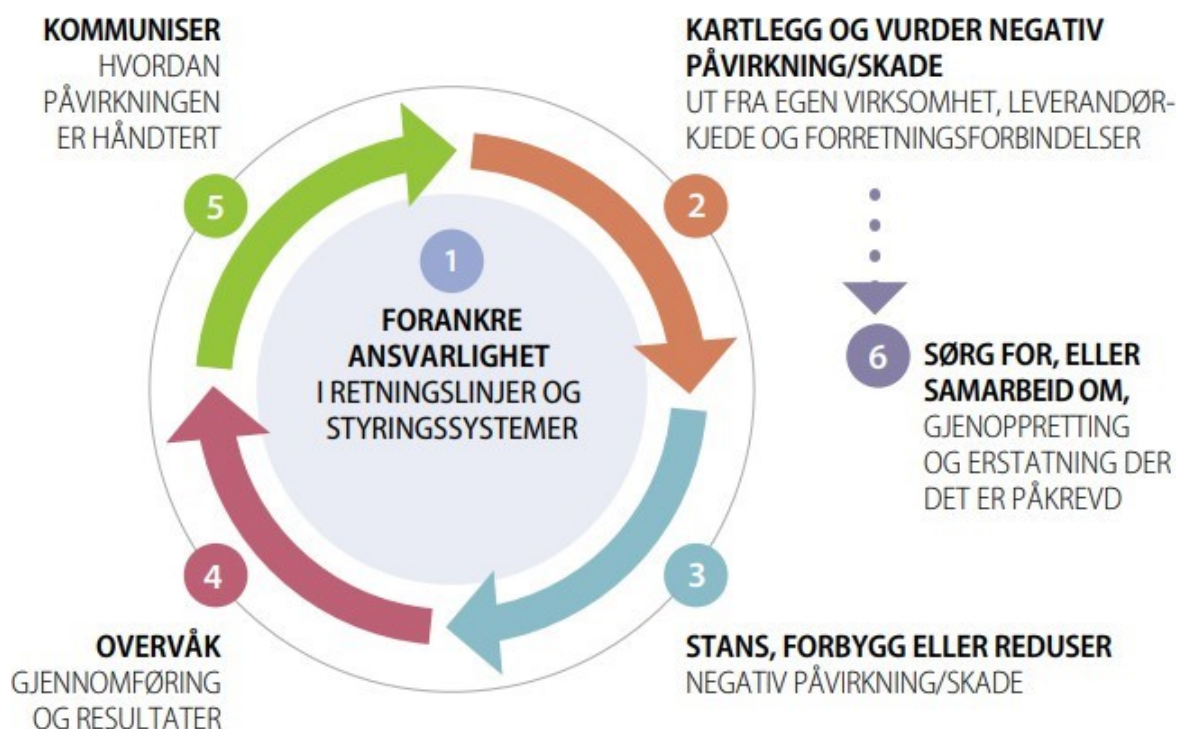 1
FORANKRE
ANSVARLIGHET
I RETNINGSLINJER OG
STYRINGSSYSTEMER
2
KARTLEGG OG VURDER NEGATIV
PÅVIRKNING/SKADE
UT FRA EGEN VIRKSOMHET, LEVERANDØR-
KJEDE OG FORRETNINGSFORBINDELSER
3
STANS, FORBYGG ELLER REDUSER
NEGATIV PÅVIRKNING/SKADE
4
OVERVÅK
GJENNOMFØRING
OG RESULTATER
5
KOMMUNISER
HVORDAN
PÅVIRKNINGEN
ER HÅNDTERT
6
SØRG FOR, ELLER
SAMARBEID OM,
GJENOPPRETTING
OG ERSTATNING DER
DET ER PÅKREVD